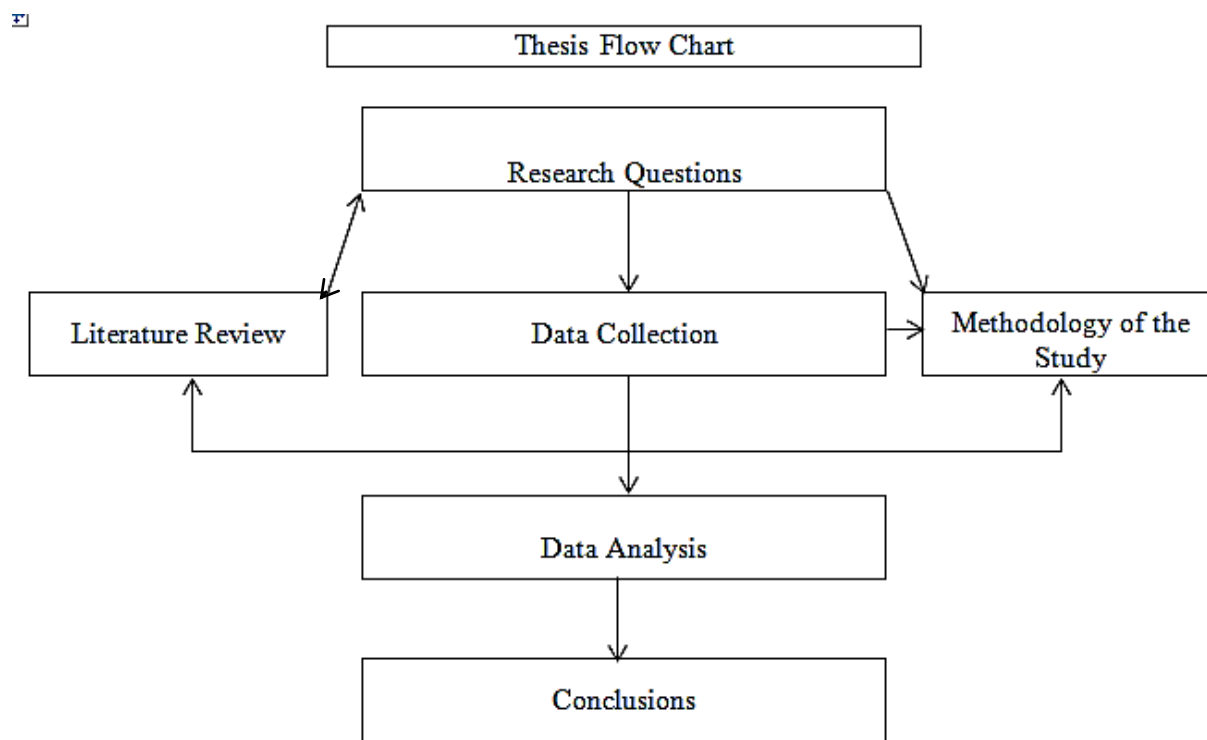 Thesis Flow Chart
Research Questions
Literature Review
Data Collection
Methodology of the
Study
Data Analysis
Conclusions